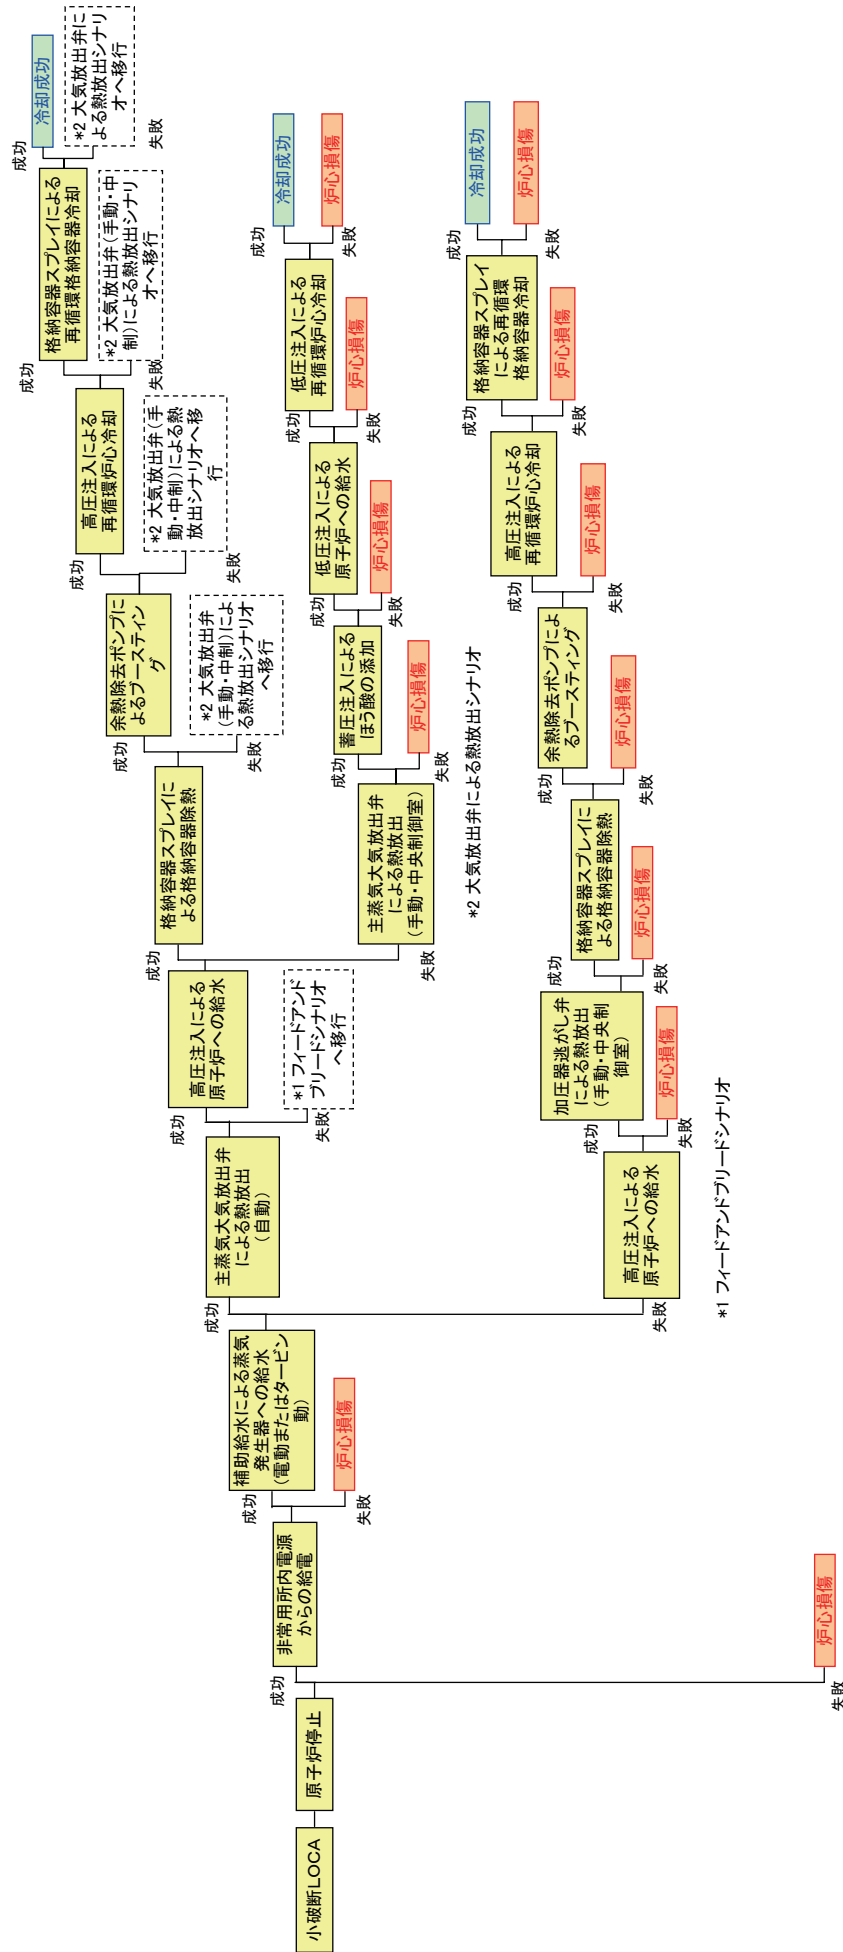 小破断LOCA
原子炉停止
成功
失敗
炉心損傷
非常用所内電源
からの給電
成功
失敗
炉心損傷
補助給水による蒸気
発生器への給水
(電動またはタービン
動)
成功
失敗
主蒸気大気放出弁
による熱放出
(自動)
成功
失敗
*1 フィードアンド
ブリードシナリオ
へ移行
高圧注入による
原子炉への給水
成功
失敗
格納容器スプレイに
よる格納容器除熱
成功
失敗
*2 大気放出弁
(手動・中制)によ
る熱放出シナリオ
へ移行
余熱除去ポンプに
よるブースティン
グ
成功
失敗
*2 大気放出弁(手
動・中制)による熱
放出シナリオへ移
行
高圧注入による
再循環炉心冷却
成功
失敗
*2 大気放出弁(手動・中
制)による熱放出シナリ
オへ移行
格納容器スプレイによる
再循環格納容器冷却
成功
失敗
冷却成功
*2 大気放出弁に
よる熱放出シナリ
オへ移行
主蒸気大気放出弁
による熱放出
(手動・中央制御室)
成功
失敗
炉心損傷
蓄圧注入による
ほう酸の添加
成功
失敗
炉心損傷
低圧注入による
原子炉への給水
成功
失敗
炉心損傷
低圧注入による
再循環炉心冷却
成功
失敗
冷却成功
炉心損傷
*2 大気放出弁による熱放出シナリオ
高圧注入による
原子炉への給水
成功
失敗
炉心損傷
加圧器逃がし弁
による熱放出
(手動・中央制
御室)
成功
失敗
炉心損傷
格納容器スプレイに
よる格納容器除熱
成功
失敗
炉心損傷
余熱除去ポンプによ
るブースティング
成功
失敗
炉心損傷
高圧注入による
再循環炉心冷却
成功
失敗
炉心損傷
格納容器スプレイ
による再循環
格納容器冷却
成功
失敗
冷却成功
炉心損傷
*1 フィードアンドブリードシナリオ